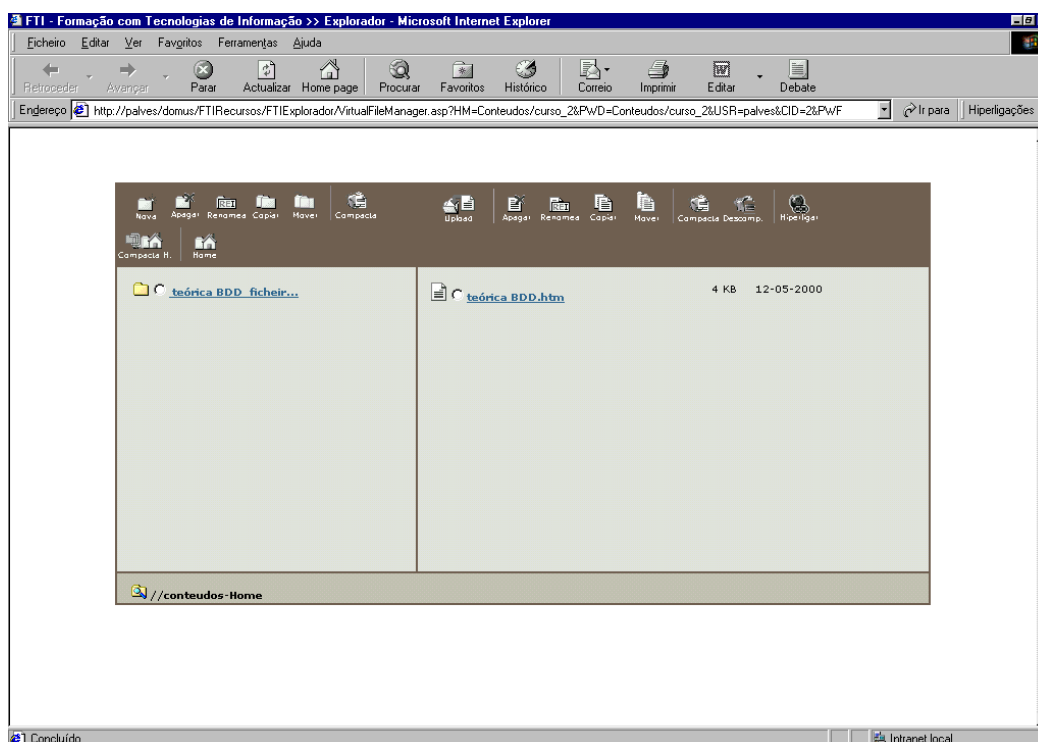 FTI - Formação com Tecnologias de Informação >> Explorador - Microsoft Internet Explorer
Ficheiro Editar Ver Favoritos Ferramentas Ajuda
Retroceder Avançar Parar Actualizar Home page Procurar Favoritos Histórico Correio Imprimir Editar Debate
Endereço http://palves/domus/FTIRecursos/FTIExplorador/VirtualFileManager.asp?HM=Conteudos/curso_2&PWD=Conteudos/curso_2&USR=palves&CID=2&PWF Ir para Hiperligações
Nova Apagar Renomea Copiar Mover Compacta Upload Apagar Renomea Copiar Mover Compacta Descomp. Hiperligar
Compacta H. Home
teórica BDD_ficheir... teórica BDD.htm 4 KB 12-05-2000
//conteudos-Home
Concluído Intranet local